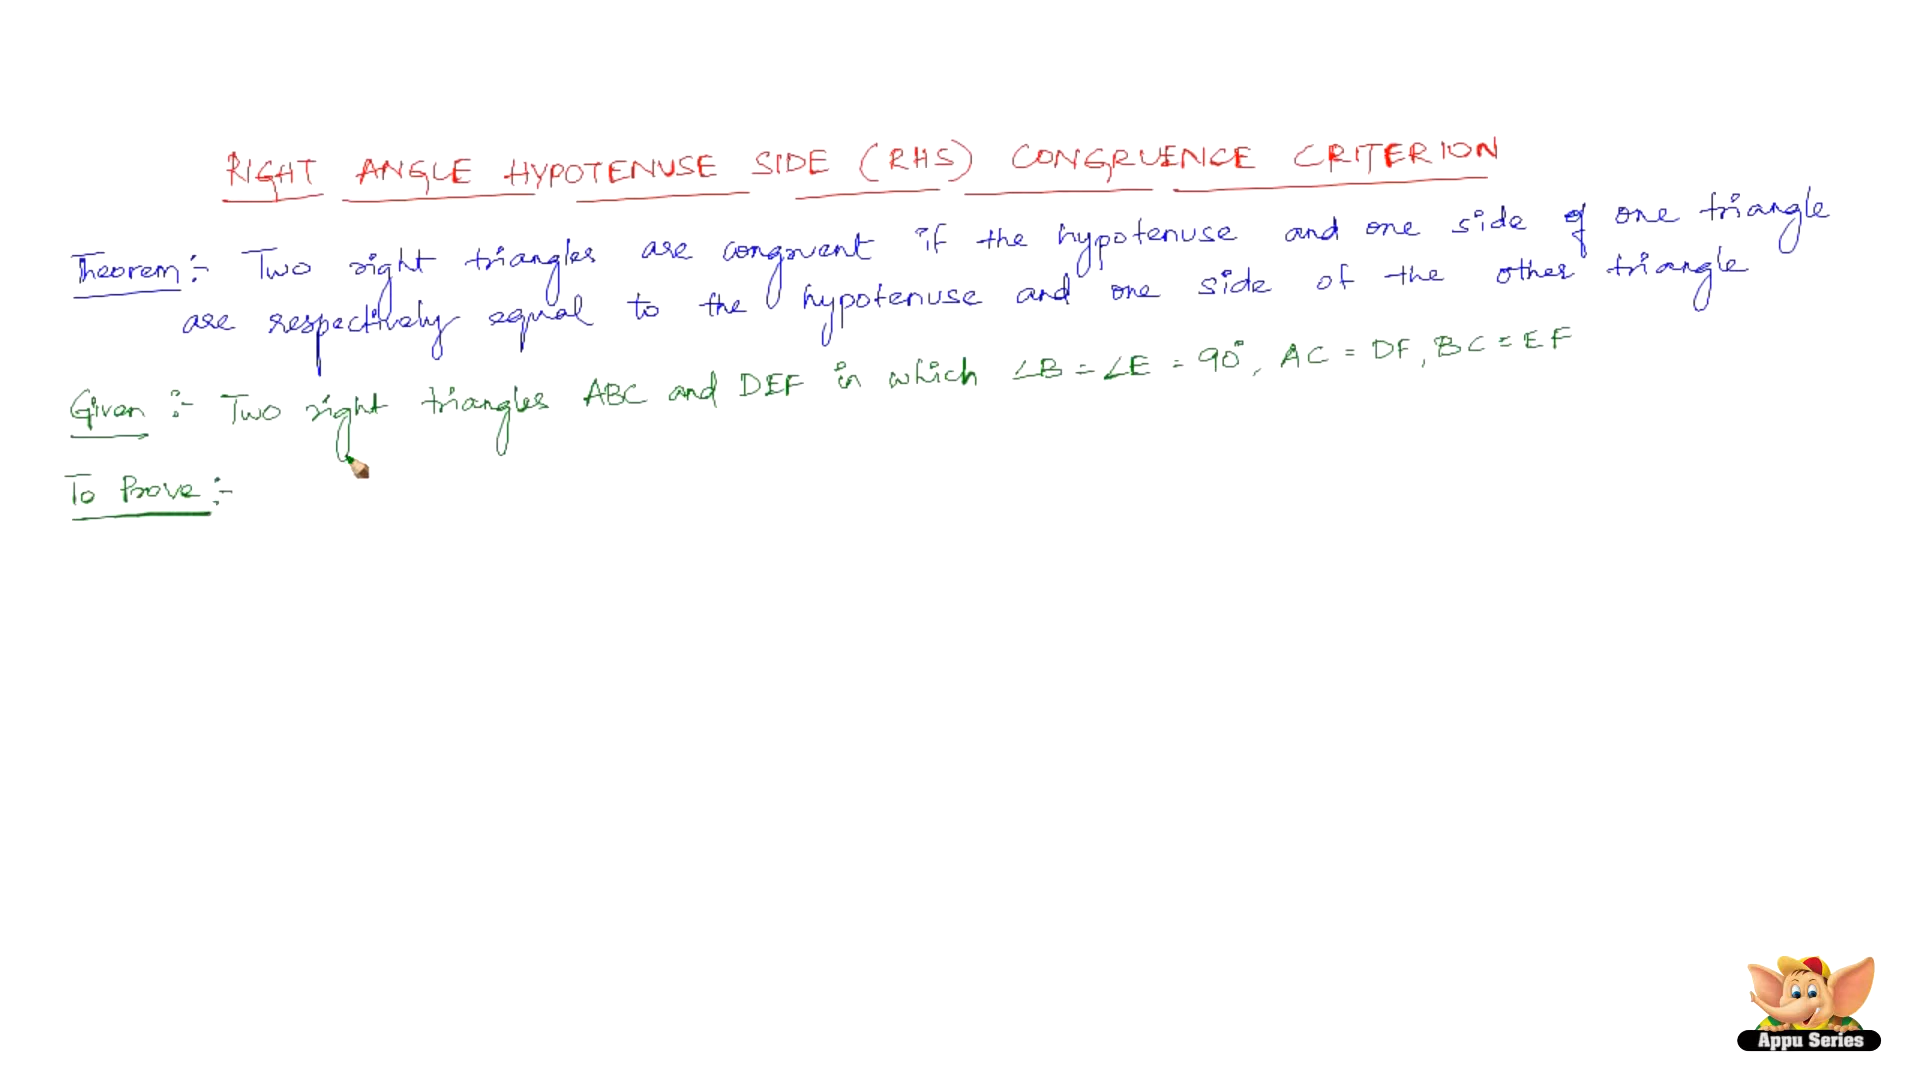 RIGHT ANGLE HYPOTENUSE SIDE (RHS) CONGRUENCE CRITERION
Theorem :- Two right triangles are congruent if the hypotenuse and one side of one triangle
are respectively equal to the hypotenuse and one side of the other triangle
Given :- Two right triangles ABC and DEF in which ∠B = ∠E = 90°, AC = DF, BC = EF
To Prove :-
Appu Series